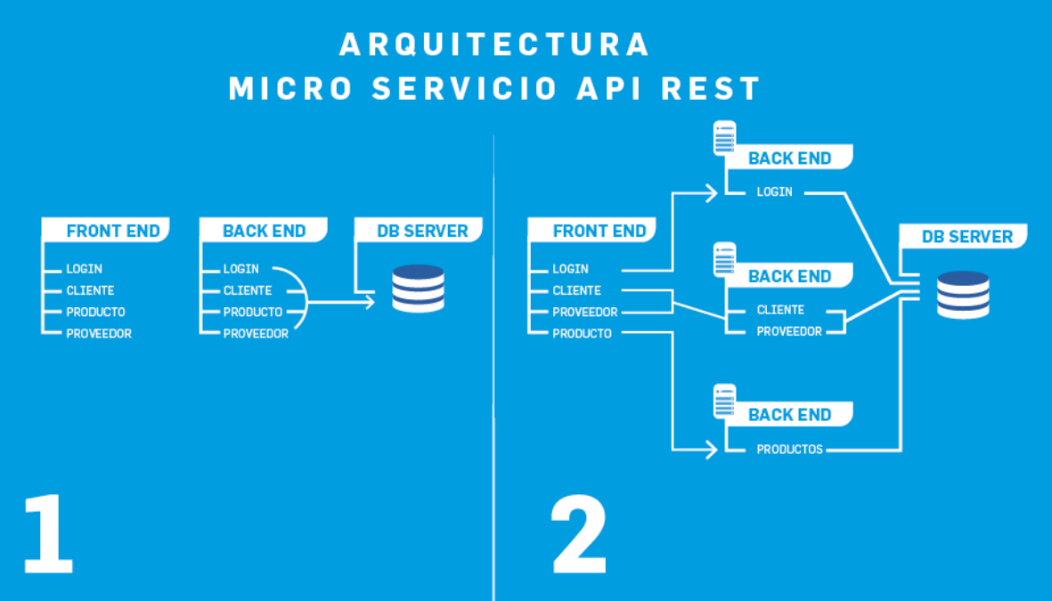 ARQUITECTURA
MICRO SERVICIO API REST
FRONT END
LOGIN
CLIENTE
PRODUCTO
PROVEEDOR
BACK END
LOGIN
CLIENTE
PRODUCTO
PROVEEDOR
DB SERVER
1
FRONT END
LOGIN
CLIENTE
PROVEEDOR
PRODUCTO
BACK END
LOGIN
BACK END
CLIENTE
PROVEEDOR
BACK END
PRODUCTOS
DB SERVER
2